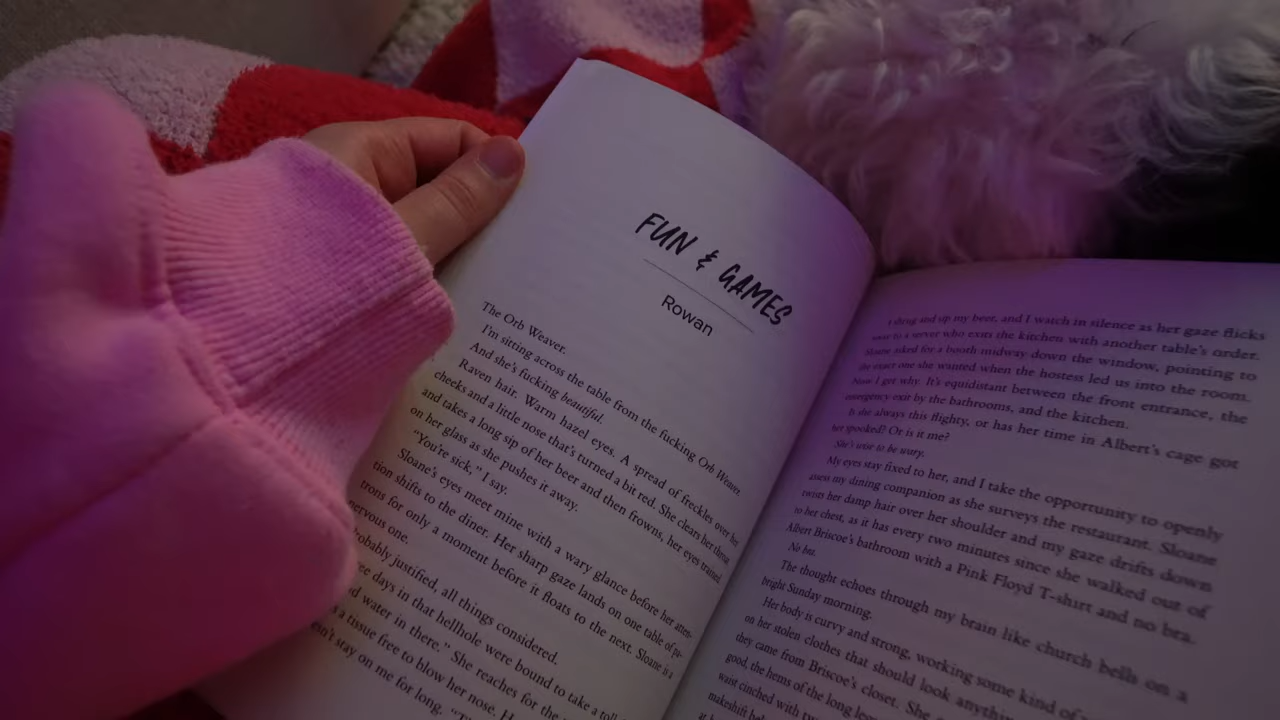 FUN & GAMES
Rowan
The Orb Weaver.
I'm sitting across the table from the fucking Orb Weaver.
And she's fucking beautiful.
Raven hair. Warm hazel eyes. A spread of freckles over her
cheeks and a little nose that's turned a bit red. She clears her throat
and takes a long sip of her beer and then frowns, her eyes trained
on her glass as she pushes it away.
"You're sick," I say.
Sloane's eyes meet mine with a wary glance before her atten-
tion shifts to the diner. Her sharp gaze lands on one table of pa-
trons for only a moment before it floats to the next. Sloane is a
nervous one.
Probably justified, all things considered.
days in that hellhole were bound to take a toll
water in there." She reaches for the
a tissue free to blow her nose.
stay on me for long.
shrug and up my beer, and I watch in silence as her gaze flicks
over to a server who exits the kitchen with another table's order.
Sloane asked for a booth midway down the window, pointing to
the exact one she wanted when the hostess led us into the room.
Now I get why. It's equidistant between the front entrance, the
emergency exit by the bathrooms, and the kitchen.
Is she always this flighty, or has her time in Albert's cage got
her spooked? Or is it me?
She's wise to be wary.
My eyes stay fixed to her, and I take the opportunity to openly
assess my dining companion as she surveys the restaurant. Sloane
twists her damp hair over her shoulder and my gaze drifts down
to her chest, as it has every two minutes since she walked out of
Albert Briscoe's bathroom with a Pink Floyd T-shirt and no bra.
No bra.
The thought echoes through my brain like church bells on a
bright Sunday morning.
Her body is curvy and strong, working some kind of
on her stolen clothes that should look anything
they came from Briscoe's closet. She
good, the hems of the long
waist cinched with
makeshift